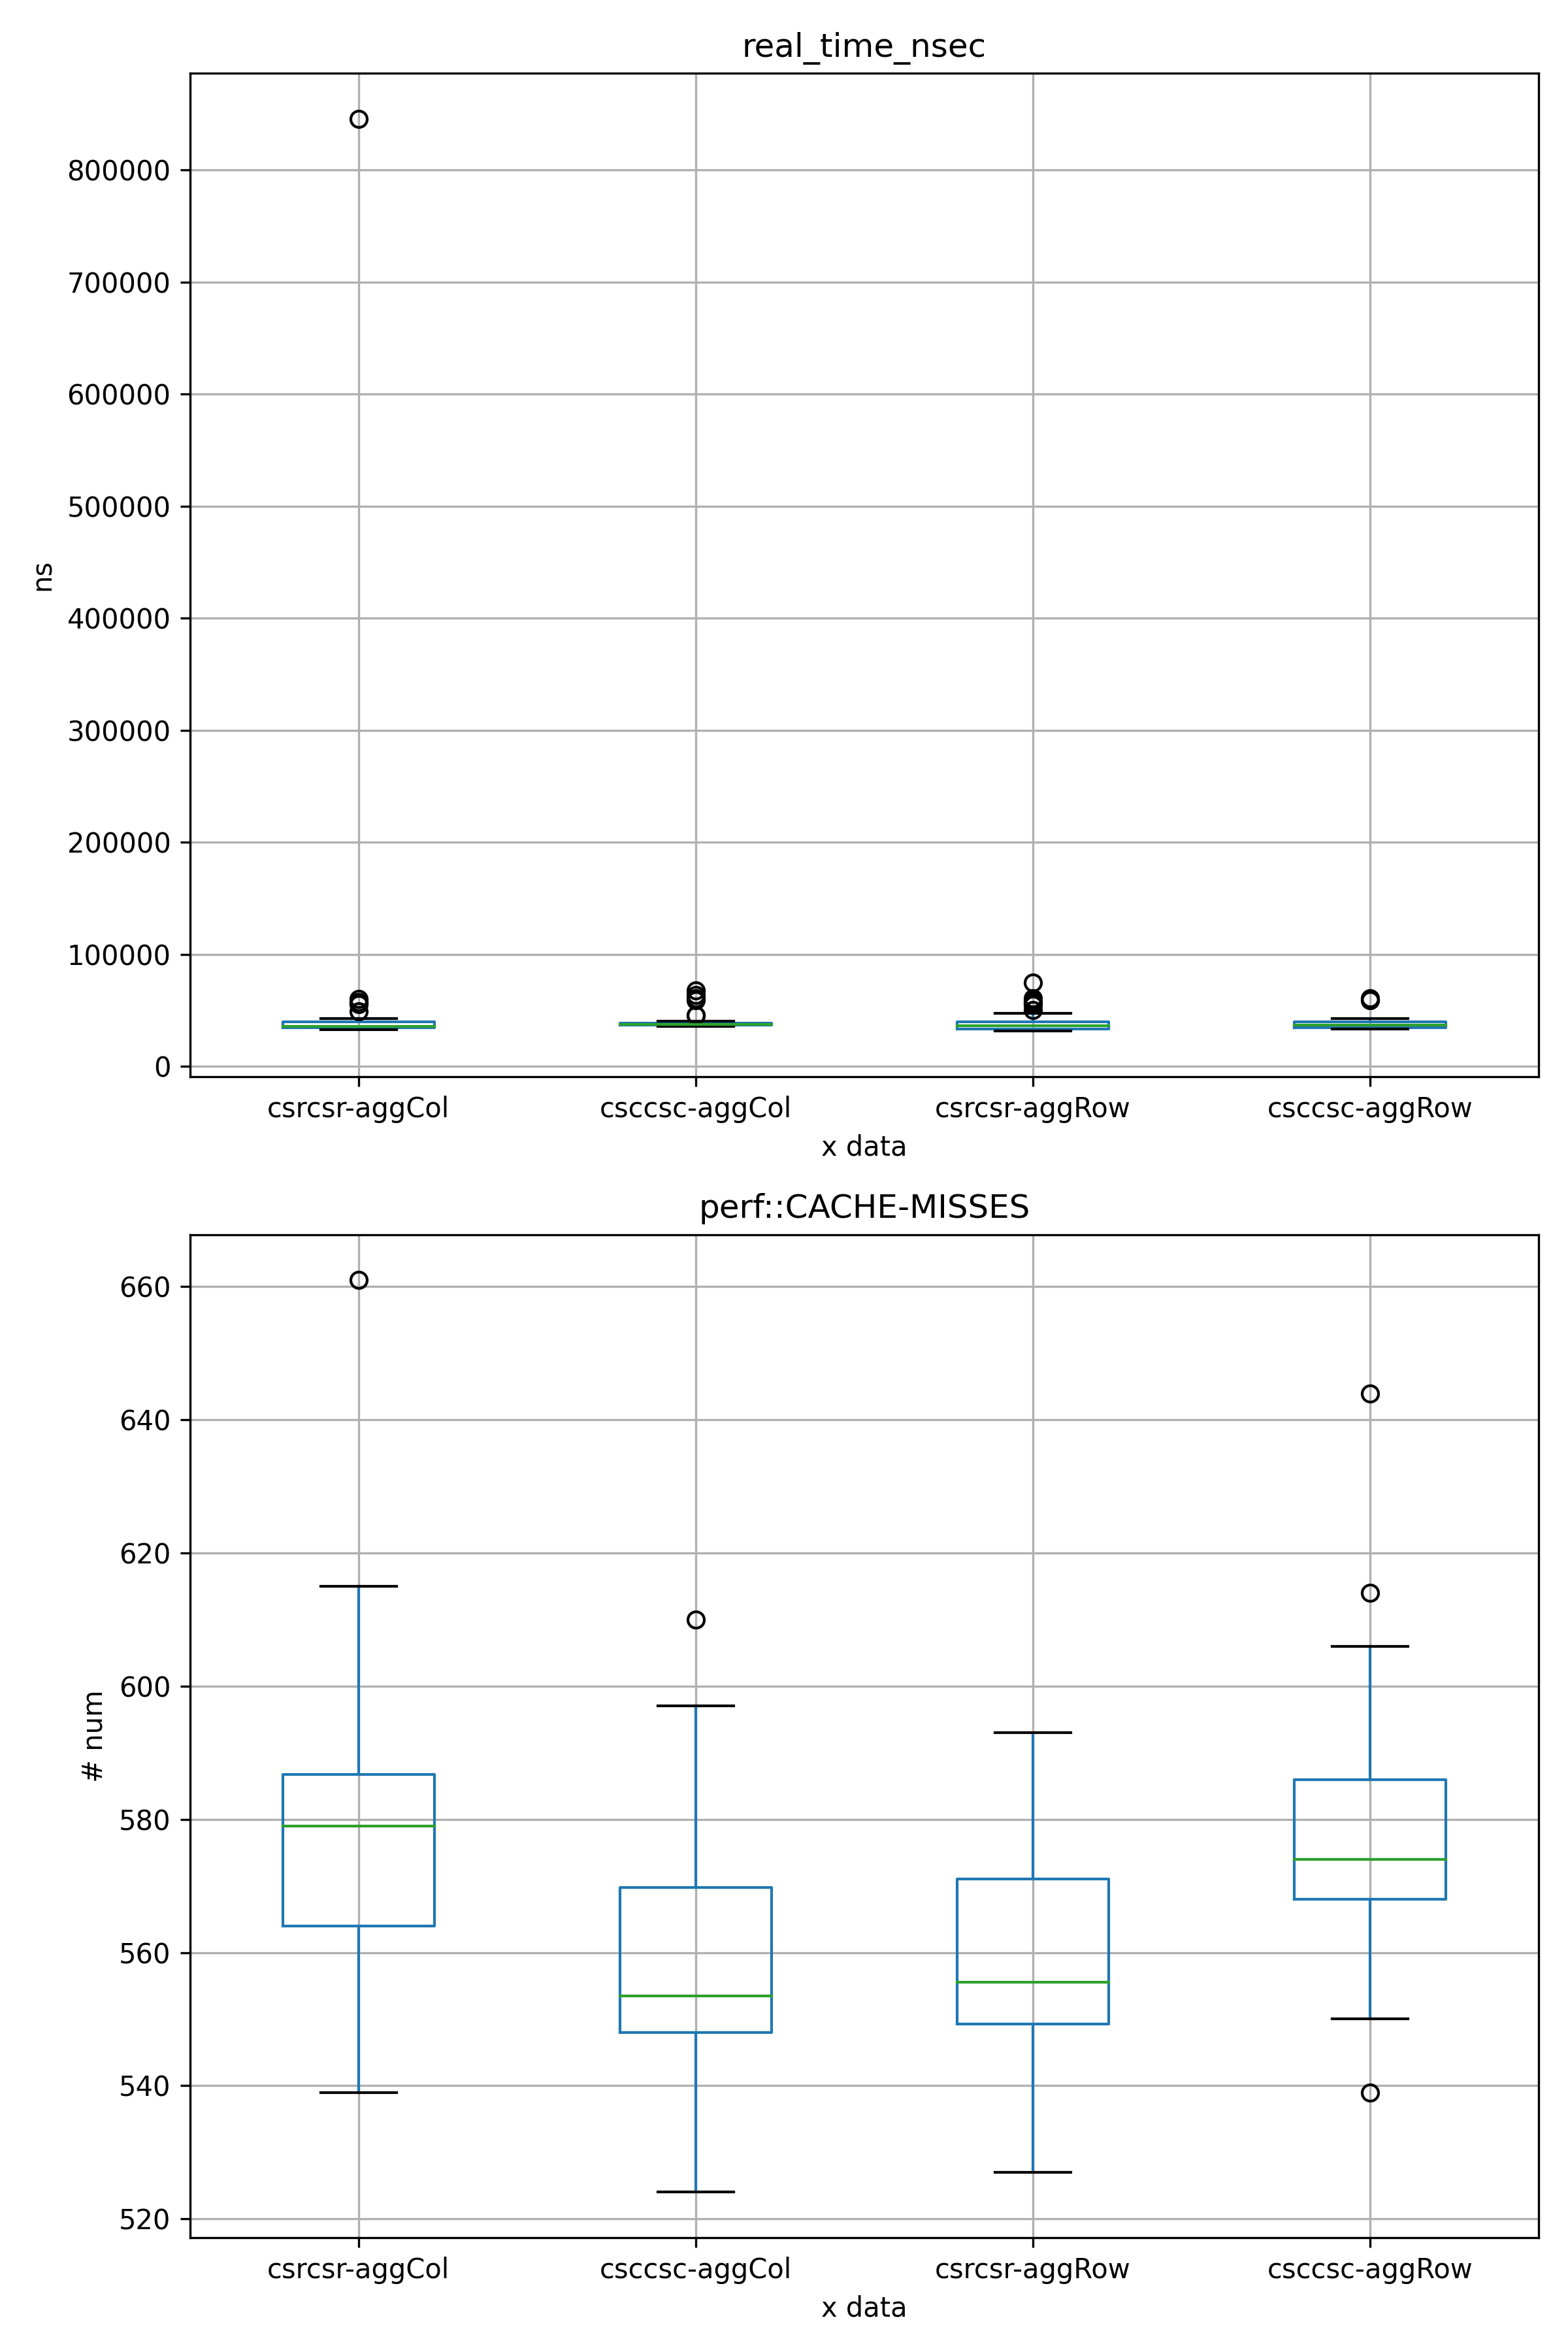 real_time_nsec
800000
700000
600000
500000
400000
300000
200000
100000
0
ns
csrcsr-aggCol csccsc-aggCol csrcsr-aggRow csccsc-aggRow
x data
perf::CACHE-MISSES
660
640
620
600
580
560
540
520
# num
csrcsr-aggCol csccsc-aggCol csrcsr-aggRow csccsc-aggRow
x data